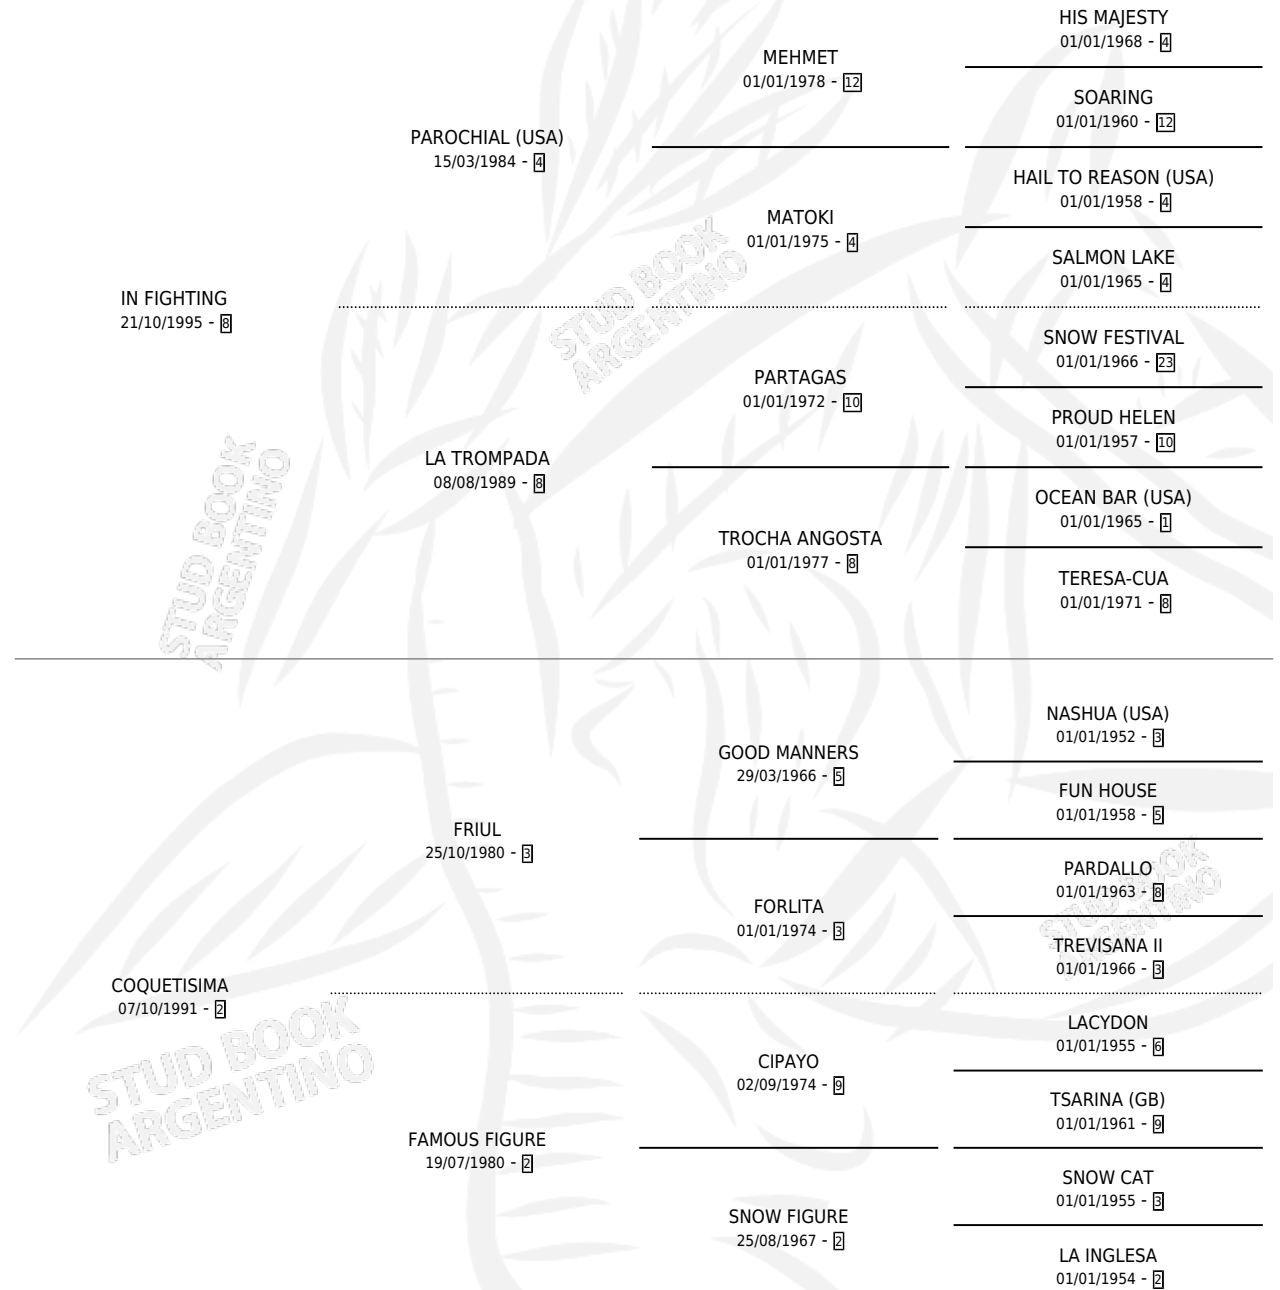 HIS MAJESTY
01/01/1968 - 4
MEHMET
01/01/1978 - 12
SOARING
01/01/1960 - 12
PAROCHIAL (USA)
15/03/1984 - 4
HAIL TO REASON (USA)
01/01/1958 - 4
MATOKI
01/01/1975 - 4
SALMON LAKE
01/01/1965 - 4
IN FIGHTING
21/10/1995 - 8
SNOW FESTIVAL
01/01/1966 - 23
PARTAGAS
01/01/1972 - 10
PROUD HELEN
01/01/1957 - 10
LA TROMPADA
08/08/1989 - 8
OCEAN BAR (USA)
01/01/1965 - 1
TROCHA ANGOSTA
01/01/1977 - 8
TERESA-CUA
01/01/1971 - 8
STUD BOOK
ARGENTINO
STUD BOOK
ARGENTINO
NASHUA (USA)
01/01/1952 - 3
GOOD MANNERS
29/03/1966 - 5
FUN HOUSE
01/01/1958 - 5
FRIUL
25/10/1980 - 3
PARDALLO
01/01/1963 - 8
FORLITA
01/01/1974 - 3
TREVISANA II
01/01/1966 - 3
STUD BOOK
ARGENTINO
COQUETISIMA
07/10/1991 - 2
LACYDON
01/01/1955 - 6
CIPAYO
02/09/1974 - 9
TSARINA (GB)
01/01/1961 - 9
STUD BOOK
ARGENTINO
FAMOUS FIGURE
19/07/1980 - 2
SNOW CAT
01/01/1955 - 3
SNOW FIGURE
25/08/1967 - 2
LA INGLESA
01/01/1954 - 2